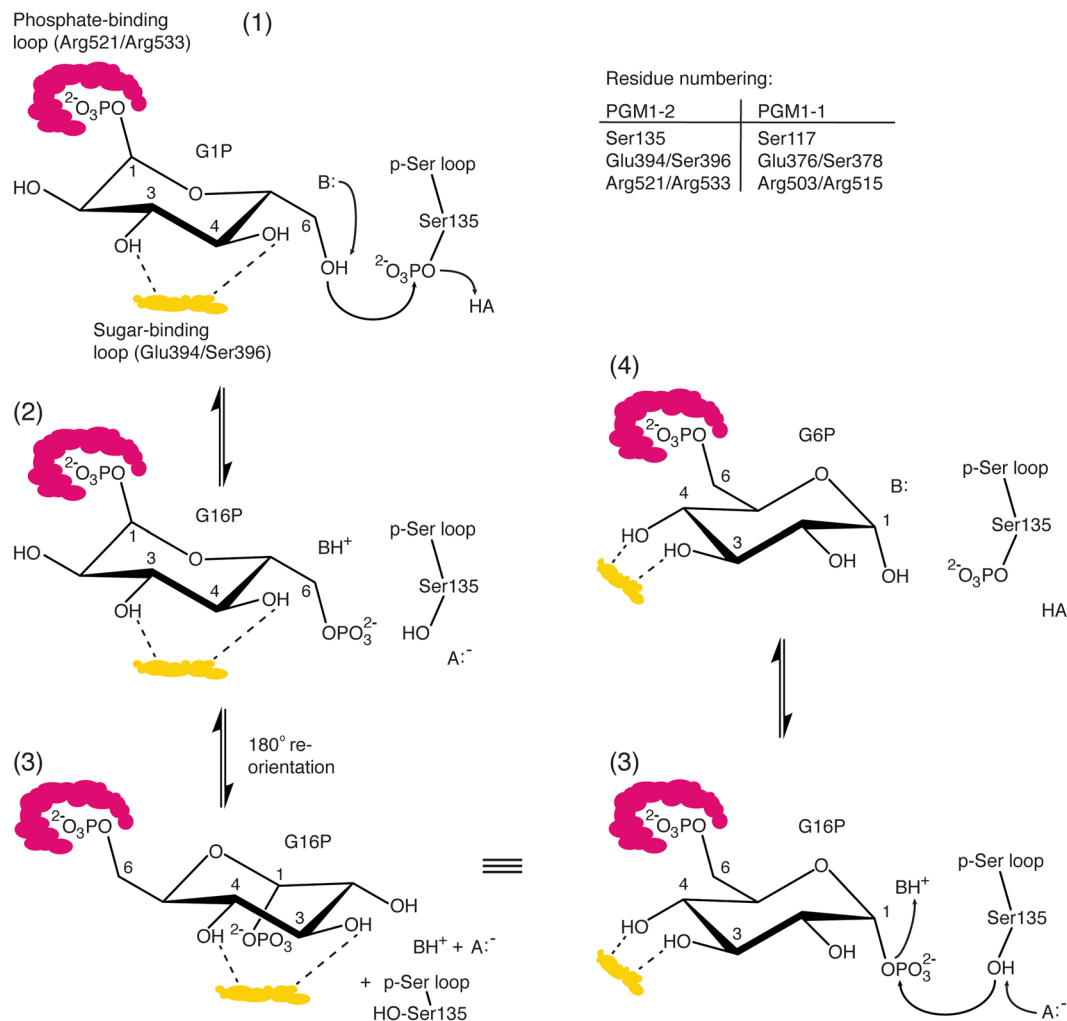 Phosphate-binding
loop (Arg521/Arg533)
(1)
2-O3PO
G1P
1
3
4
6
HO
O
OH
OH
OH
B:
p-Ser loop
Ser135
2-O3PO
HA
Sugar-binding
loop (Glu394/Ser396)
Residue numbering:
PGM1-2 PGM1-1
Ser135 Ser117
Glu394/Ser396 Glu376/Ser378
Arg521/Arg533 Arg503/Arg515
(2)
2-O3PO
G16P
1
3
4
6
HO
O
OH
OH
BH+
OPO32-
p-Ser loop
Ser135
HO
A:-
180° re-
orientation
(3)
2-O3PO
G16P
6
O
1
4
3
OH
2-OPO3
OH
OH
BH+ + A:-
+ p-Ser loop
HO-Ser135
(4)
2-O3PO
G6P
6
4
O
1
3
HO
HO
OH
OH
B:
p-Ser loop
Ser135
2-O3PO
HA
(3)
2-O3PO
G16P
6
4
O
1
3
HO
HO
OH
BH+
OPO32-
p-Ser loop
Ser135
OH
A:-